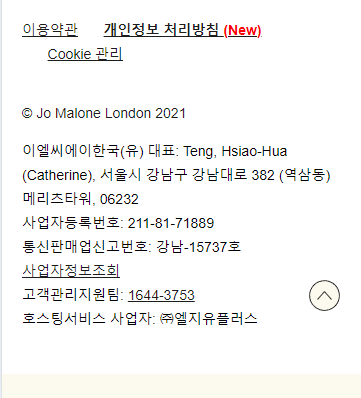 이용약관 개인정보 처리방침 (New)
Cookie 관리
© Jo Malone London 2021
이엘씨에이한국(유) 대표: Teng, Hsiao-Hua
(Catherine), 서울시 강남구 강남대로 382 (역삼동)
메리츠타워, 06232
사업자등록번호: 211-81-71889
통신판매업신고번호: 강남-15737호
사업자정보조회
고객관리지원팀: 1644-3753
호스팅서비스 사업자: ㈜엘지유플러스